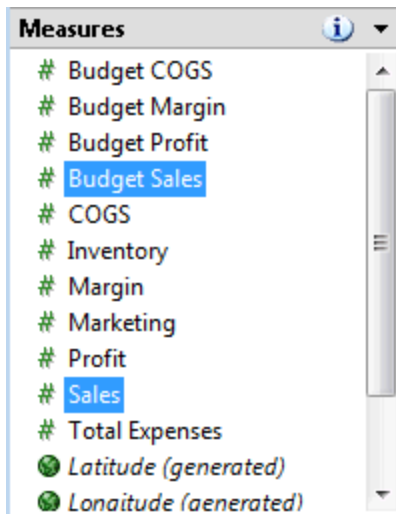 Measures
# Budget COGS
# Budget Margin
# Budget Profit
# Budget Sales
# COGS
# Inventory
# Margin
# Marketing
# Profit
# Sales
# Total Expenses
Latitude (generated)
Longitude (generated)